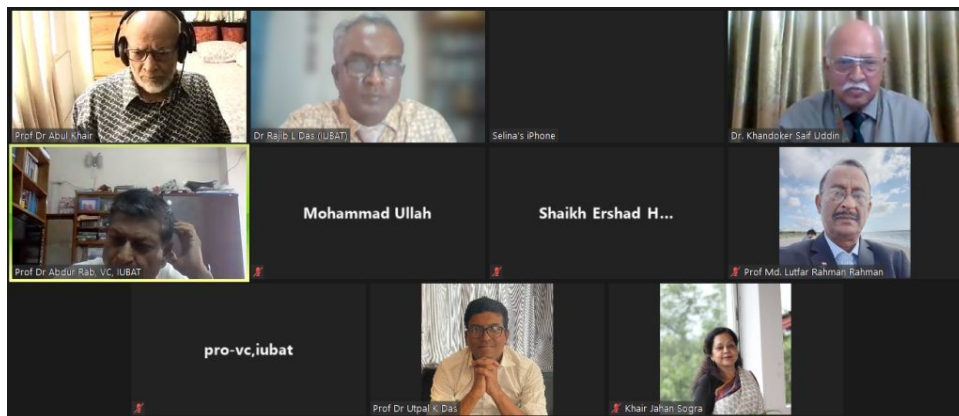 Prof Dr Abul Khair
Dr Rajib L Das (IUBAT)
Selina's iPhone
Dr. Khandoker Saif Uddin
Prof Dr Abdur Rab, VC, IUBAT
Mohammad Ullah
Shaikh Ershad H...
Prof Md. Lutfar Rahman Rahman
pro-vc,iubat
Prof Dr Utpal K Das
Khair Jahan Sogra